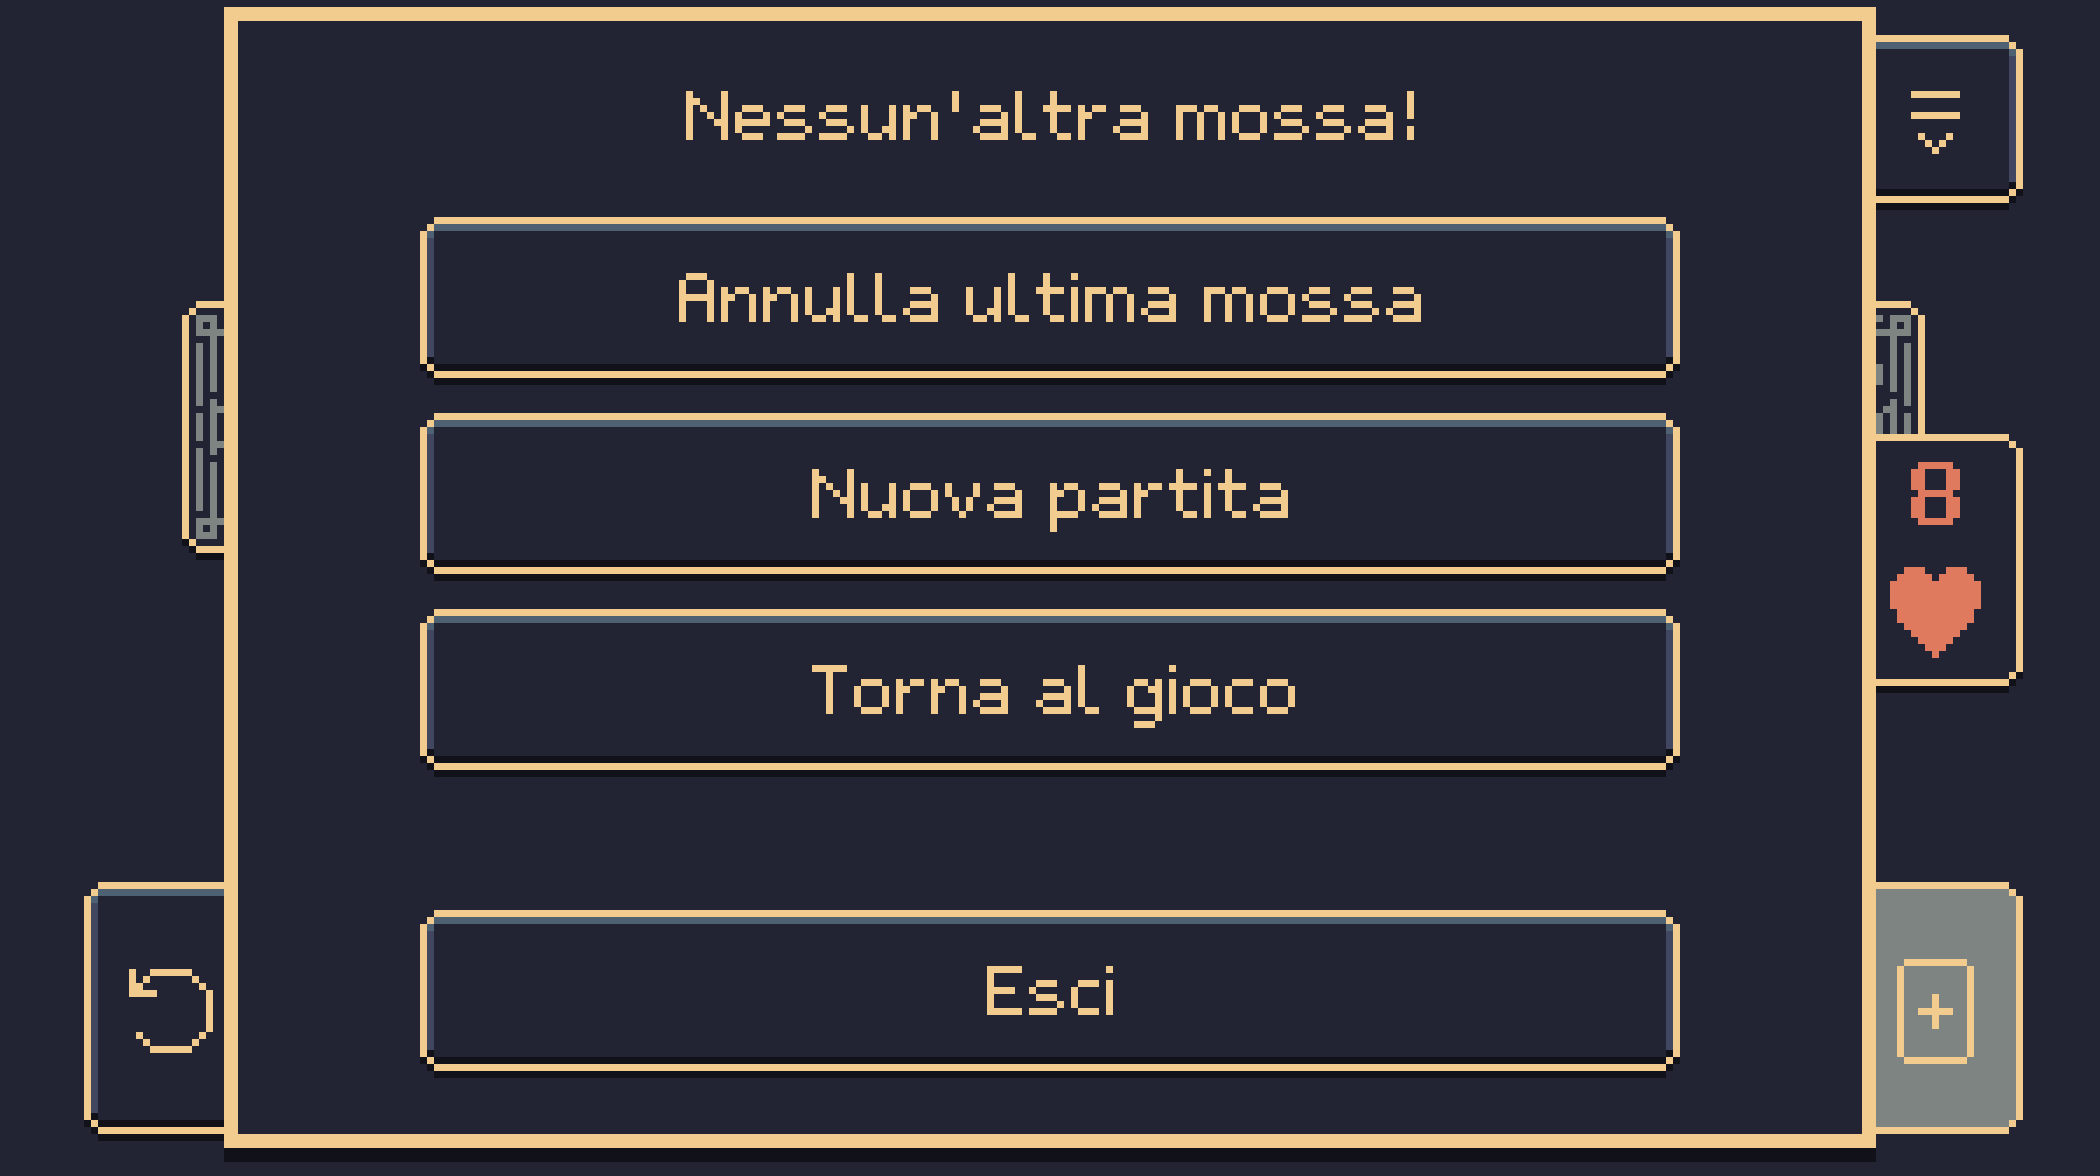 Nessun'altra mossa!
Annulla ultima mossa
Nuova partita
8
Torna al gioco
Esci
+